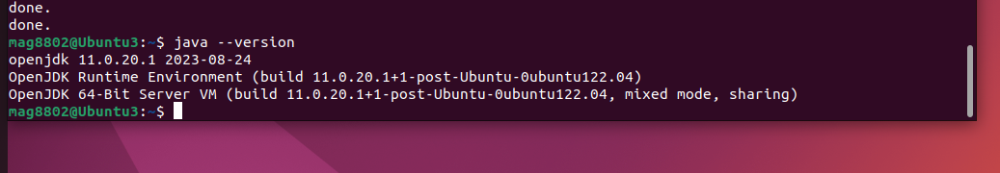 done.
done.
mag8802@Ubuntu3:~$ java --version
openjdk 11.0.20.1 2023-08-24
OpenJDK Runtime Environment (build 11.0.20.1+1-post-Ubuntu-0ubuntu122.04)
OpenJDK 64-Bit Server VM (build 11.0.20.1+1-post-Ubuntu-0ubuntu122.04, mixed mode, sharing)
mag8802@Ubuntu3:~$